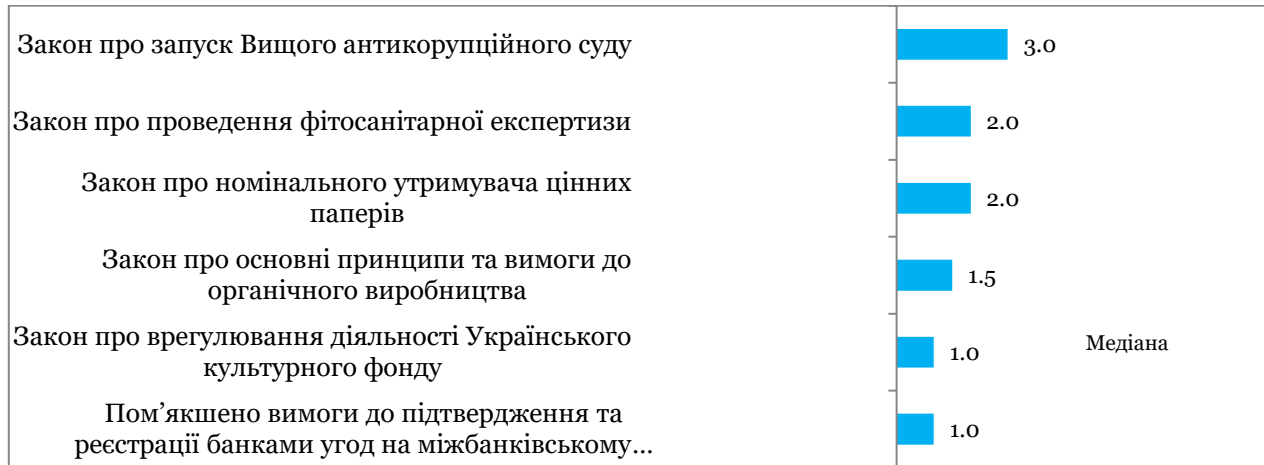 Закон про запуск Вищого антикорупційного суду
3.0
Закон про проведення фітосанітарної експертизи
2.0
Закон про номінального утримувача цінних
паперів
2.0
Закон про основні принципи та вимоги до
органічного виробництва
1.5
Закон про врегулювання діяльності Українського
культурного фонду
1.0
Медіана
Пом’якшено вимоги до підтвердження та
реєстрації банками угод на міжбанківському...
1.0